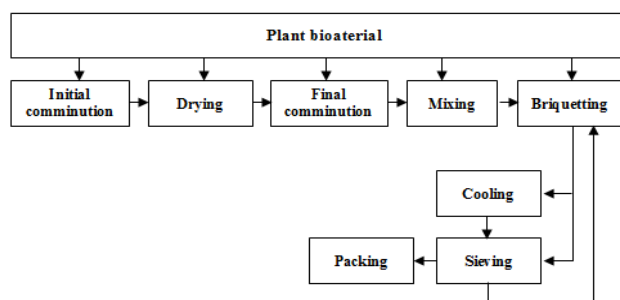 Plant bioaterial
Initial
comminution
Drying
Final
comminution
Mixing
Briquetting
Cooling
Packing
Sieving